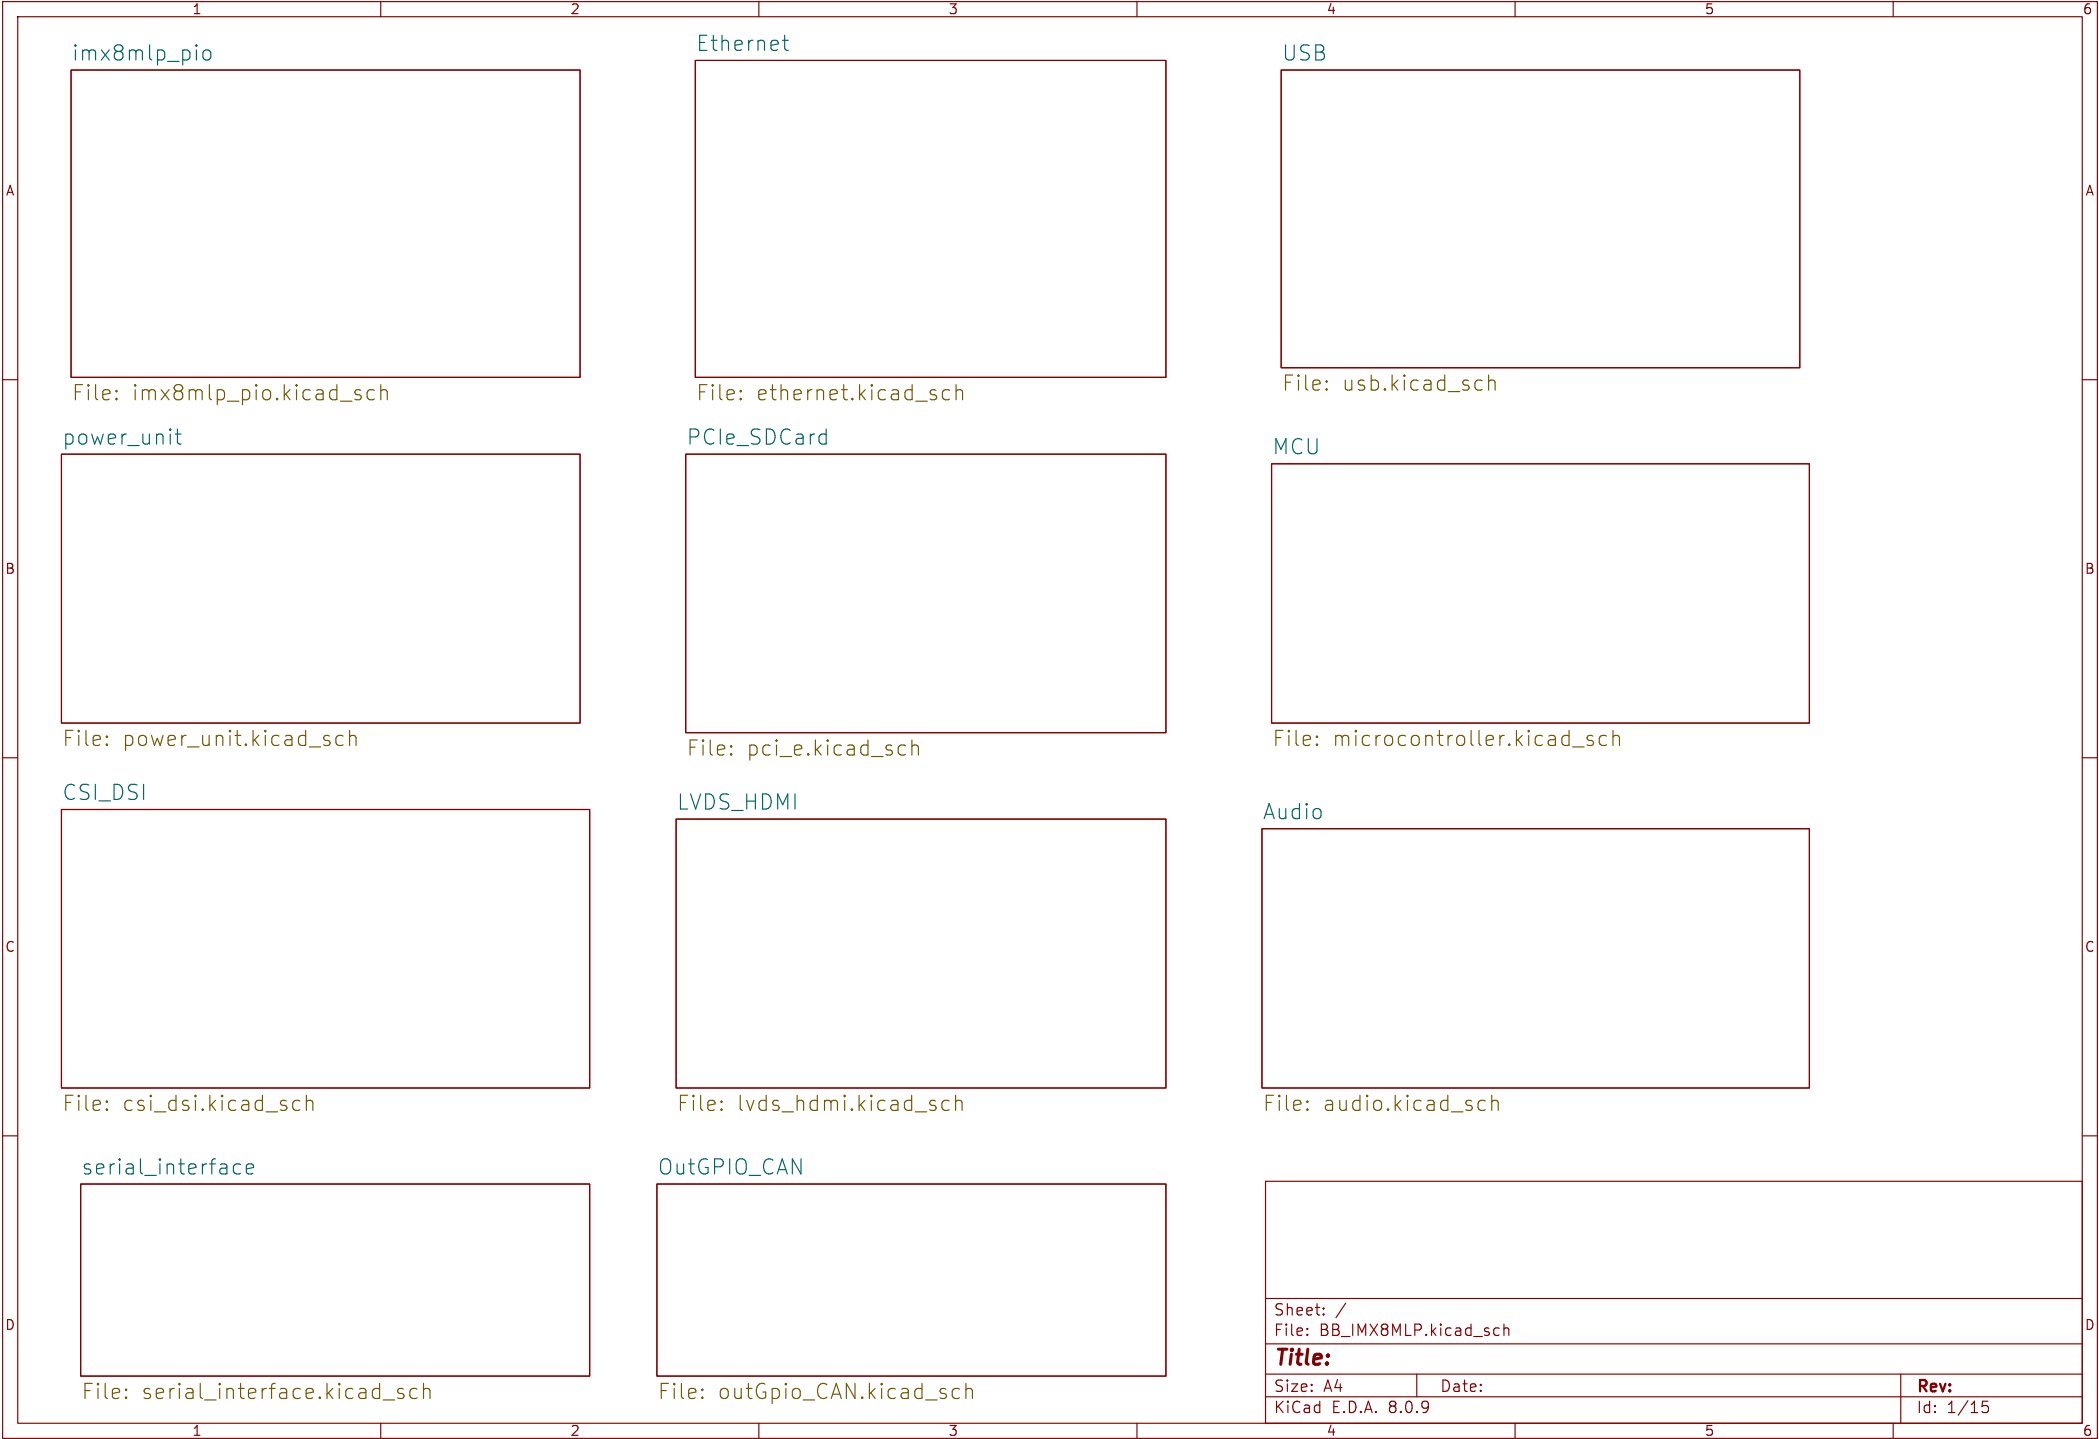 1 2 3 4 5 6
imx8mlp_pio
Ethernet
USB
A
A
File: imx8mlp_pio.kicad_sch
File: ethernet.kicad_sch
File: usb.kicad_sch
power_unit
PCIe_SDCard
MCU
B
B
File: power_unit.kicad_sch
File: pci_e.kicad_sch
File: microcontroller.kicad_sch
CSI_DSI
LVDS_HDMI
Audio
C
C
File: csi_dsi.kicad_sch
File: lvds_hdmi.kicad_sch
File: audio.kicad_sch
serial_interface
OutGPIO_CAN
D
D
File: serial_interface.kicad_sch
File: outGpio_CAN.kicad_sch
Sheet: /
File: BB_IMX8MLP.kicad_sch
Title:
Size: A4
Date:
Rev:
KiCad E.D.A. 8.0.9
Id: 1/15
1 2 3 4 5 6